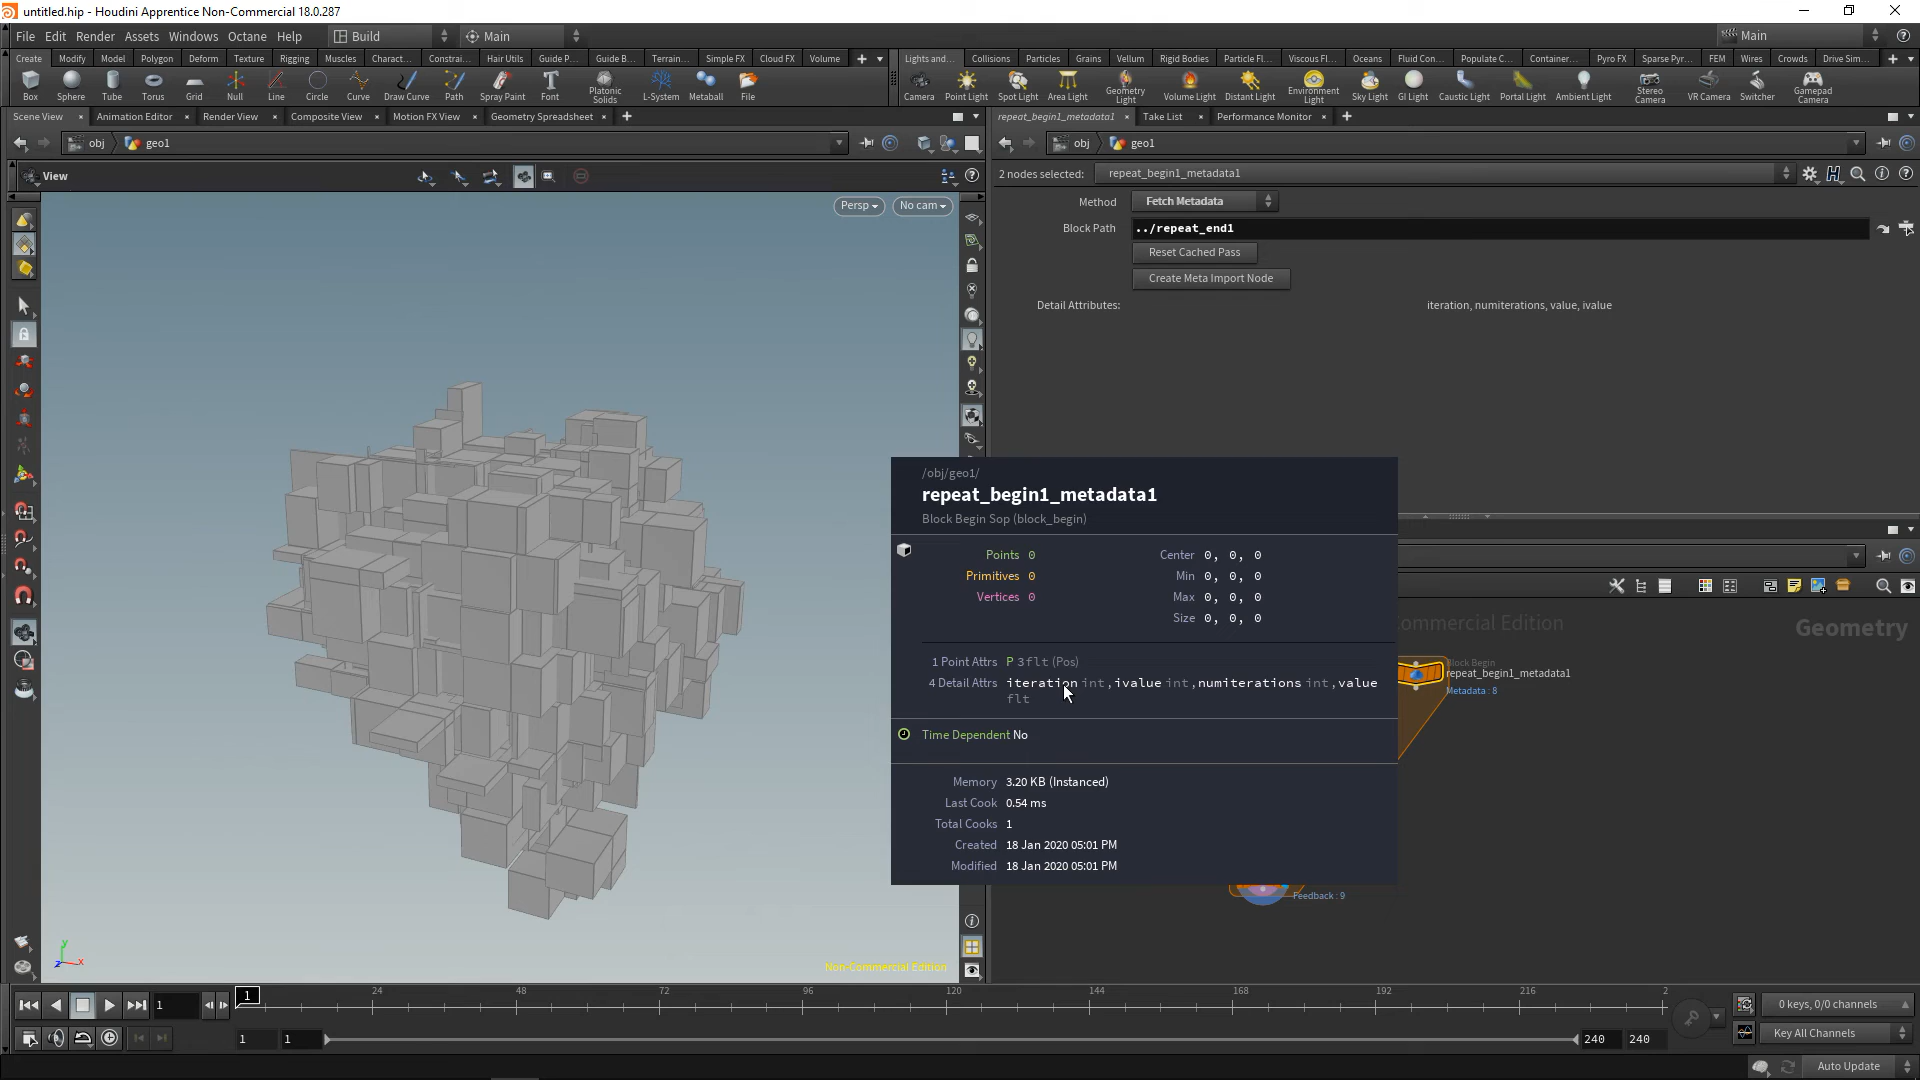 untitled.hip - Houdini Apprentice Non-Commercial 18.0.287
File Edit Render Assets Windows Octane Help Build Main Main
Create Modify Model Polygon Deform Texture Rigging Muscles Charact... Constrai... Hair Utils Guide P... Guide B... Terrain... Simple FX Cloud FX Volume
Lights and... Collisions Particles Grains Vellum Rigid Bodies Particle Fl... Viscous Fl... Oceans Fluid Con... Populate C... Container... Pyro FX Sparse Pyr... FEM Wires Crowds Drive Sim...
Box Sphere Tube Torus Grid Null Line Circle Curve Draw Curve Path Spray Paint Font Platonic Solids L-System Metaball File
Camera Point Light Spot Light Area Light Geometry Light Volume Light Distant Light Environment Light Sky Light GI Light Caustic Light Portal Light Ambient Light Stereo Camera VR Camera Switcher Gamepad Camera
Scene View Animation Editor Render View Composite View Motion FX View Geometry Spreadsheet
repeat_begin1_metadata1 Take List Performance Monitor
obj geo1
obj geo1
View
2 nodes selected: repeat_begin1_metadata1
Persp No cam
Method Fetch Metadata
Block Path ../repeat_end1
Reset Cached Pass
Create Meta Import Node
Detail Attributes: iteration, numiterations, value, ivalue
/obj/geo1/
repeat_begin1_metadata1
Block Begin Sop (block_begin)
Points 0 Center 0, 0, 0
Primitives 0 Min 0, 0, 0
Vertices 0 Max 0, 0, 0
Size 0, 0, 0
1 Point Attrs P 3flt (Pos)
4 Detail Attrs iteration int, ivalue int, numiterations int, value
flt
Time Dependent No
Memory 3.20 KB (Instanced)
Last Cook 0.54 ms
Total Cooks 1
Created 18 Jan 2020 05:01 PM
Modified 18 Jan 2020 05:01 PM
ommercial Edition
Geometry
Block Begin
repeat_begin1_metadata1
Metadata : 8
Feedback : 9
y
z x
Non-Commercial Edition
1 1 24 48 72 96 120 144 168 192 216 2
0 keys, 0/0 channels
1 1 240 240
Key All Channels
Auto Update